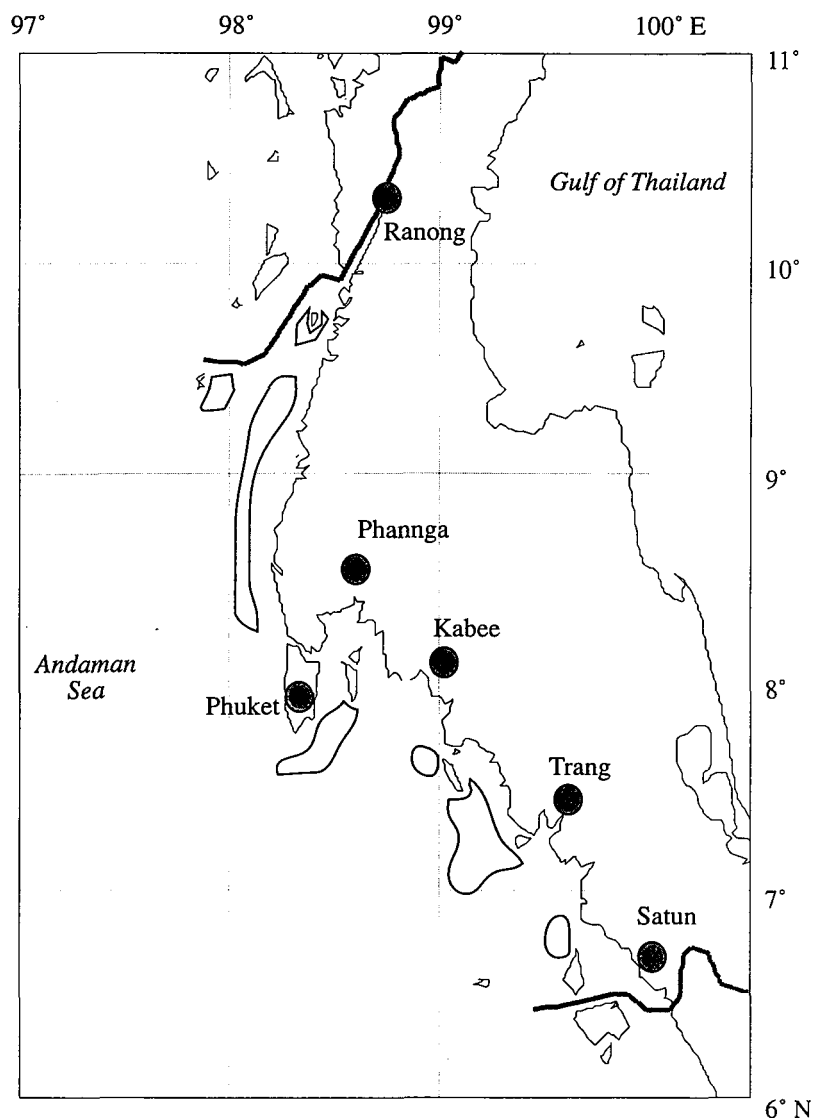 97°
98°
99°
100° E
11°
Gulf of Thailand
Ranong
10°
9°
Phannga
Kabee
Andaman
Sea
8°
Phuket
Trang
7°
Satun
6° N